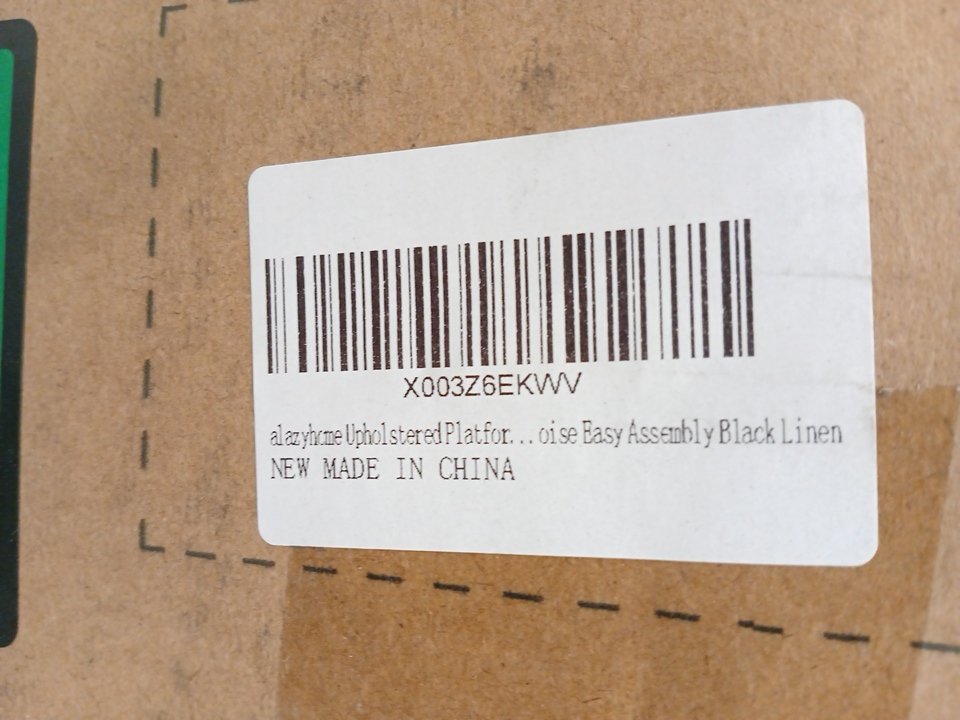 X003Z6EKWV
alazyhome Upholstered Platfor...oise Easy Assembly Black Linen
NEW MADE IN CHINA